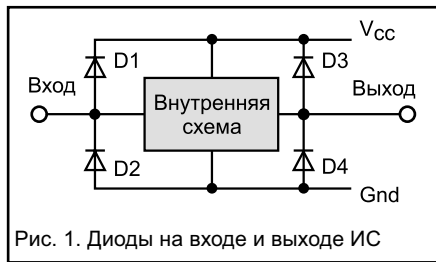 V_CC
D1
D3
Вход
Выход
Внутренняя
схема
D2
D4
Gnd
Рис. 1. Диоды на входе и выходе ИС